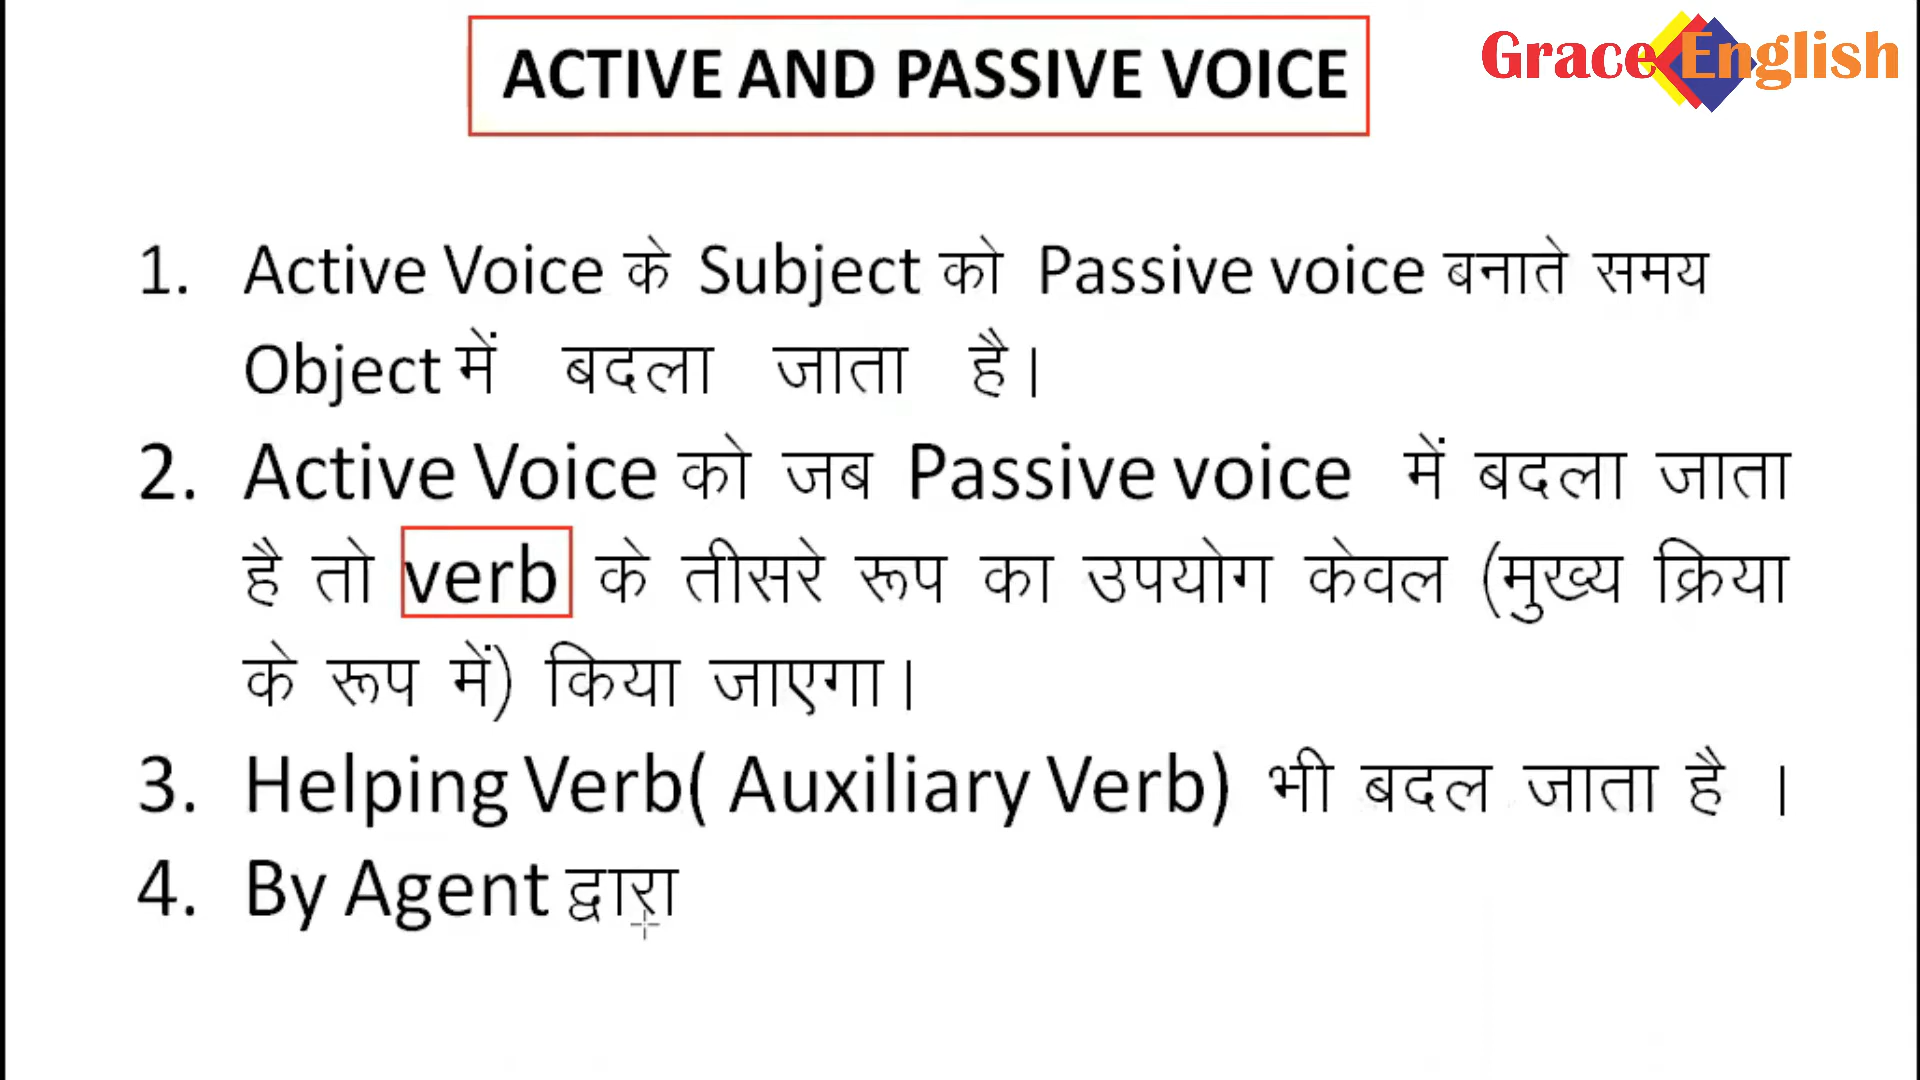 ACTIVE AND PASSIVE VOICE
Grace English
1. Active Voice के Subject को Passive voice बनाते समय
Object में बदला जाता है।
2. Active Voice को जब Passive voice में बदला जाता
है तो verb के तीसरे रूप का उपयोग केवल (मुख्य क्रिया
के रूप में) किया जाएगा।
3. Helping Verb( Auxiliary Verb) भी बदल जाता है ।
4. By Agent द्वारा